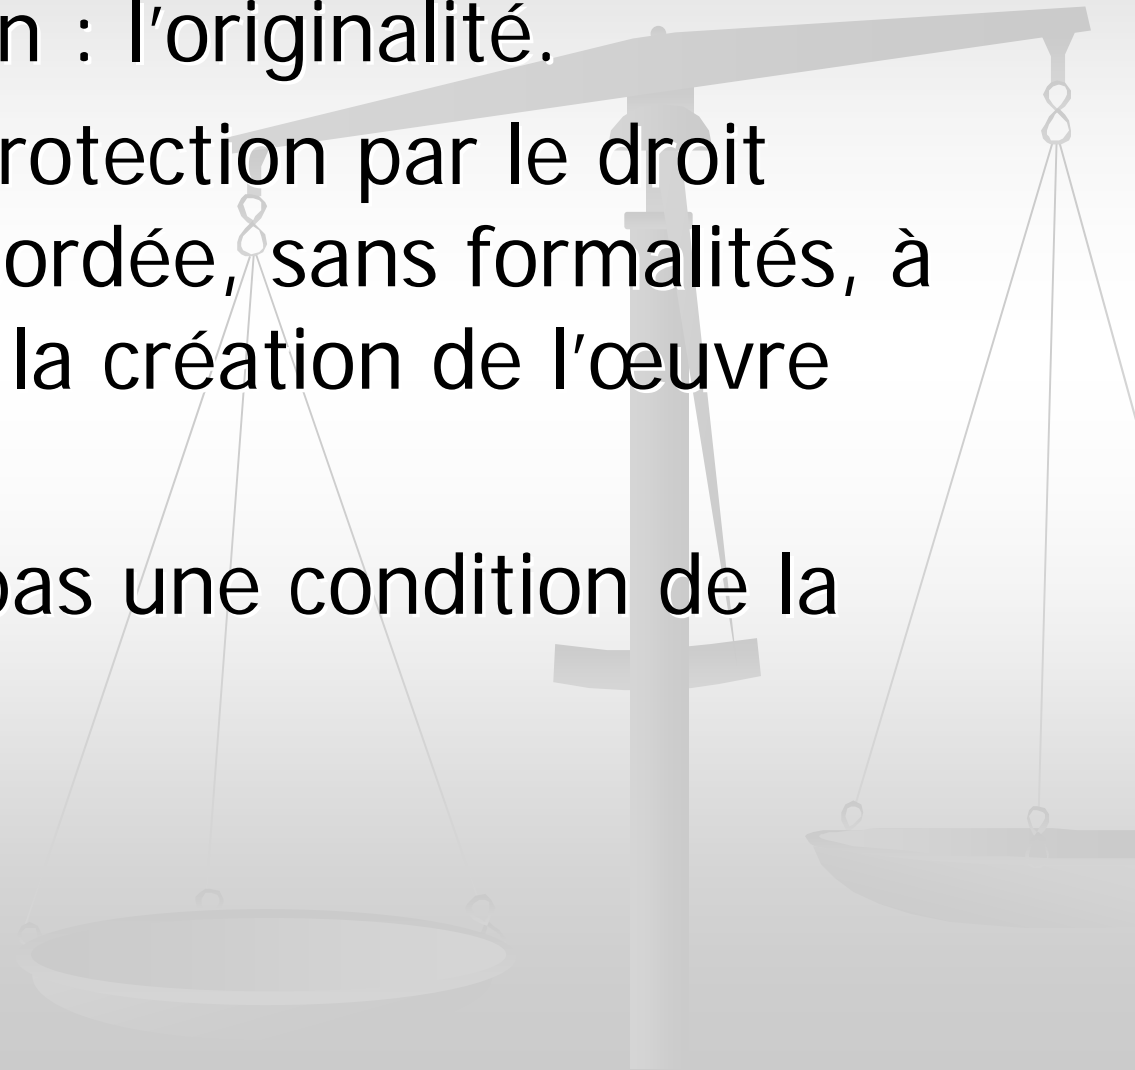 n : l'originalité.
rotection par le droit
ordée, sans formalités, à
la création de l'œuvre
pas une condition de la